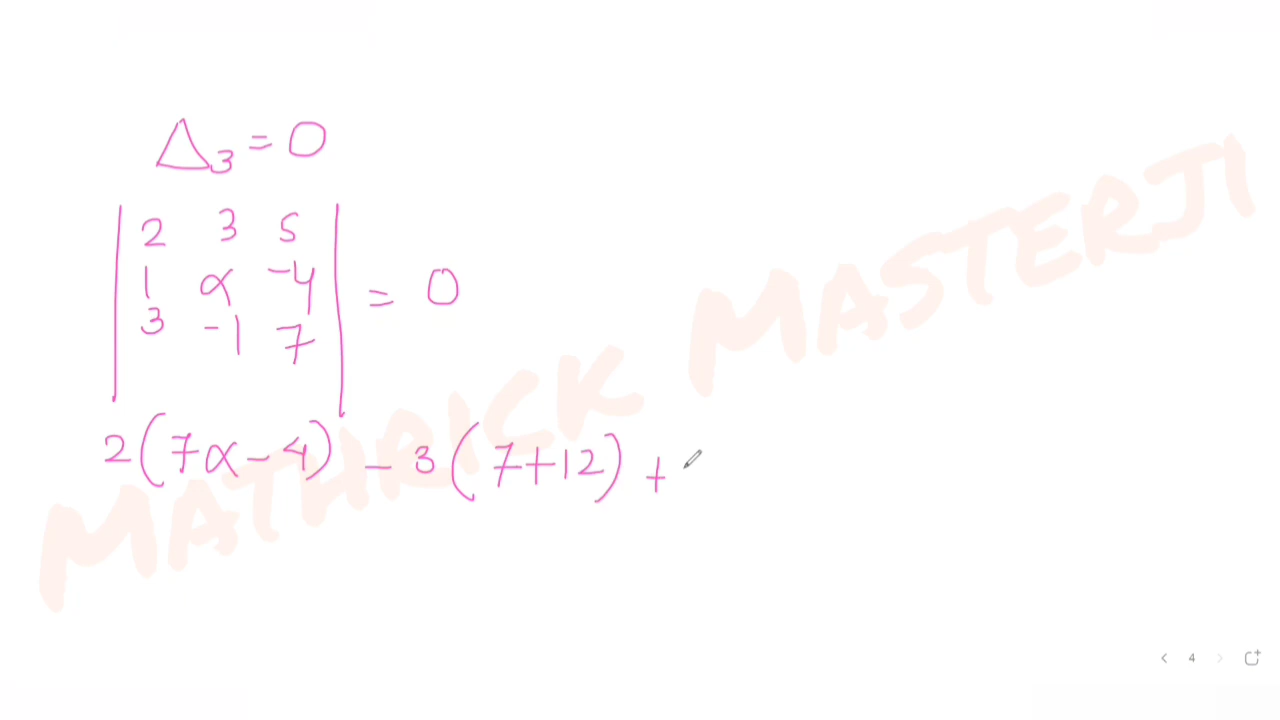 Δ₃ = 0
| 2 3 5 |
| 1 α -4 | = 0
| 3 -1 7 |
2(7α - 4) - 3(7+12) +
MATHRICK MASTERJI
< 4 >